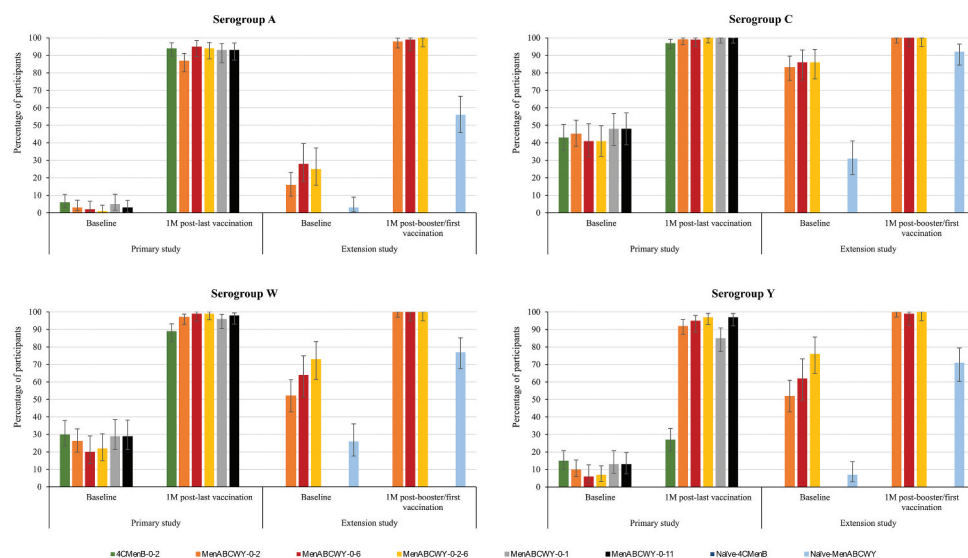 Serogroup A
Percentage of participants
100
90
80
70
60
50
40
30
20
10
0
Baseline
1M post-last vaccination
Baseline
1M post-booster/first
vaccination
Primary study
Extension study
Serogroup C
Percentage of participants
100
90
80
70
60
50
40
30
20
10
0
Baseline
1M post-last vaccination
Baseline
1M post-booster/first
vaccination
Primary study
Extension study
Serogroup W
Percentage of participants
100
90
80
70
60
50
40
30
20
10
0
Baseline
1M post-last vaccination
Baseline
1M post-booster/first
vaccination
Primary study
Extension study
Serogroup Y
Percentage of participants
100
90
80
70
60
50
40
30
20
10
0
Baseline
1M post-last vaccination
Baseline
1M post-booster/first
vaccination
Primary study
Extension study
4CMenB-0-2 MenABCWY-0-2 MenABCWY-0-6 MenABCWY-0-2-6 MenABCWY-0-1 MenABCWY-0-11 Naïve-4CMenB Naïve-MenABCWY